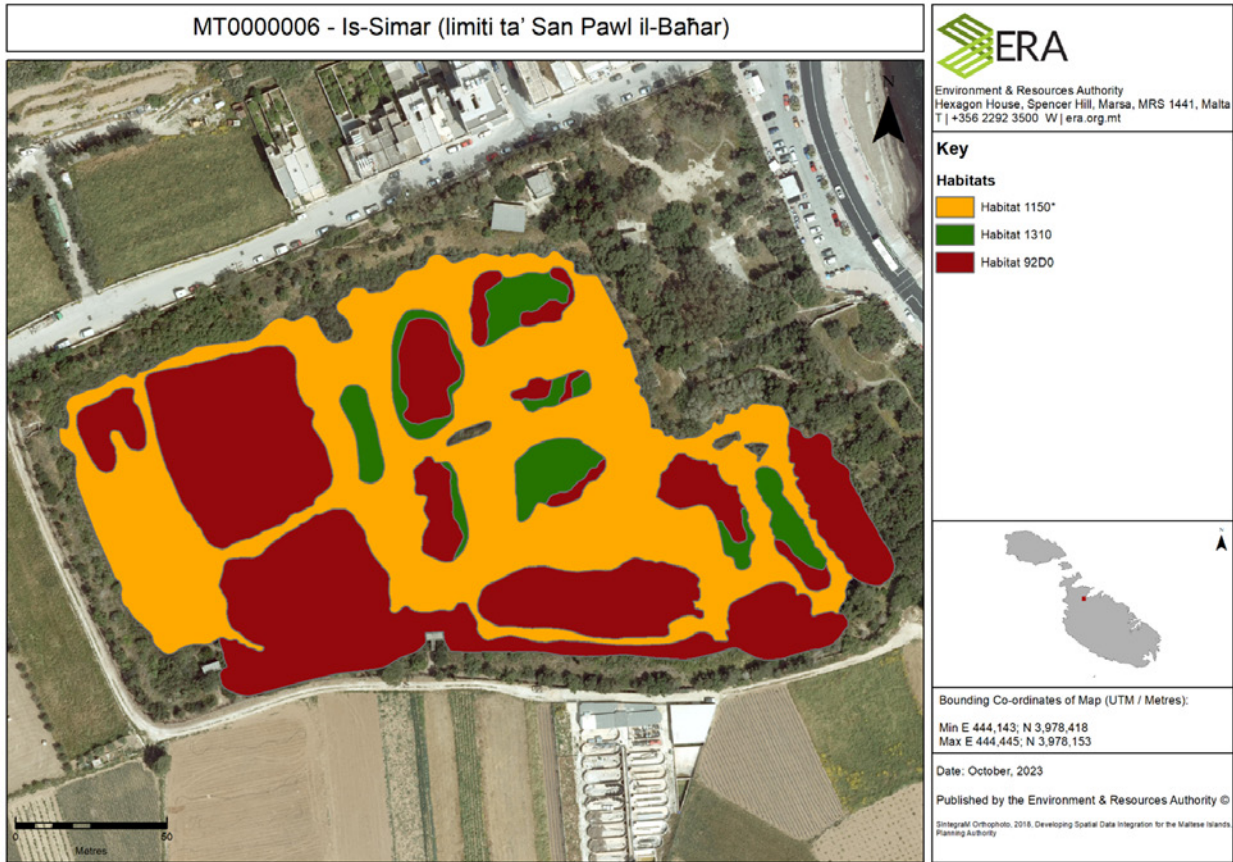 MT0000006 - Is-Simar (limiti ta' San Pawl il-Baħar)
N
0
50
Metres
ERA
Environment & Resources Authority
Hexagon House, Spencer Hill, Marsa, MRS 1441, Malta
T | +356 2292 3500 W | era.org.mt
Key
Habitats
Habitat 1150*
Habitat 1310
Habitat 92D0
N
Bounding Co-ordinates of Map (UTM / Metres):
Min E 444,143; N 3,978,418
Max E 444,445; N 3,978,153
Date: October, 2023
Published by the Environment & Resources Authority ©
SIntegraM Orthophoto, 2018, Developing Spatial Data Integration for the Maltese Islands,
Planning Authority